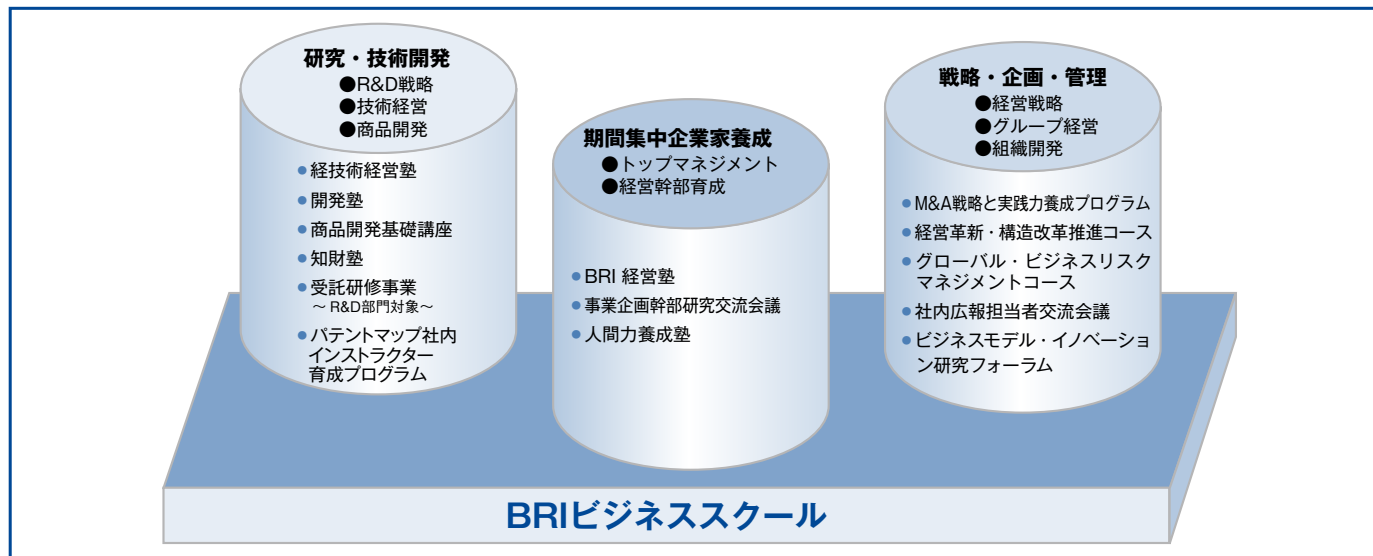 研究・技術開発
●R&D戦略
●技術経営
●商品開発
●経技術経営塾
●開発塾
●商品開発基礎講座
●知財塾
●受託研修事業
～ R&D部門対象～
●パテントマップ社内
インストラクター
育成プログラム
期間集中企業家養成
●トップマネジメント
●経営幹部育成
●BRI 経営塾
●事業企画幹部研究交流会議
●人間力養成塾
戦略・企画・管理
●経営戦略
●グループ経営
●組織開発
●M&A戦略と実践力養成プログラム
●経営革新・構造改革推進コース
●グローバル・ビジネスリスク
マネジメントコース
●社内広報担当者交流会議
●ビジネスモデル・イノベーショ
ン研究フォーラム
BRIビジネススクール